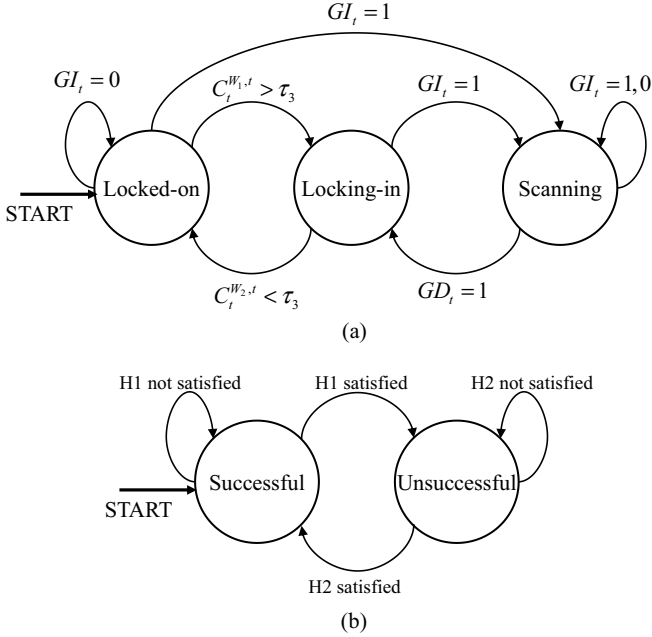 GI_t = 1
GI_t = 0
C_t^{W_1,t} > τ_3
GI_t = 1
GI_t = 1,0
Locked-on
Locking-in
Scanning
START
C_t^{W_2,t} < τ_3
GD_t = 1
(a)
H1 not satisfied
H1 satisfied
H2 not satisfied
Successful
Unsuccessful
START
H2 satisfied
(b)